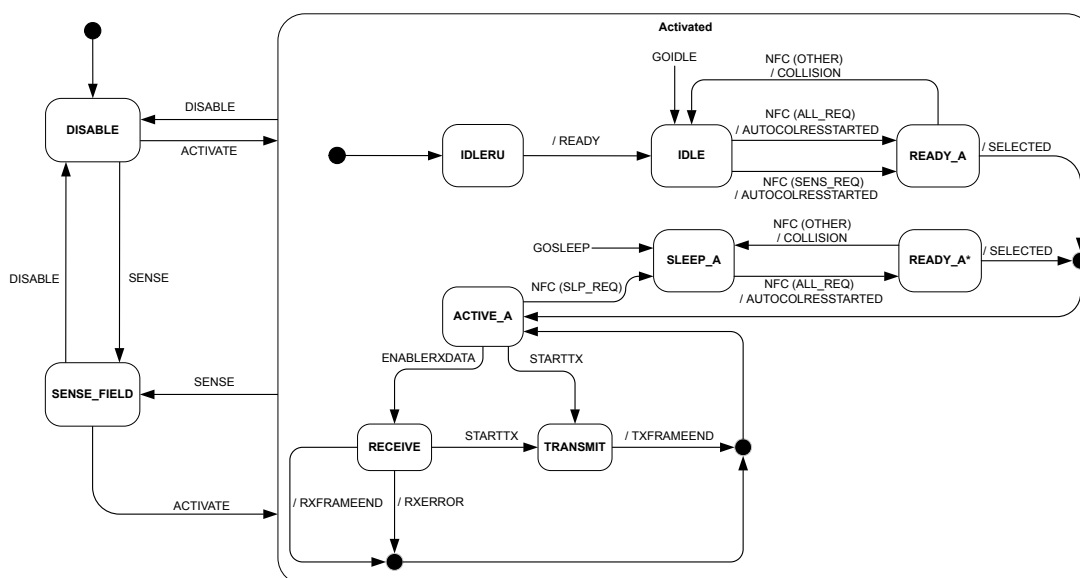 Activated
NFC (OTHER)
/ COLLISION
GOIDLE
DISABLE
DISABLE
ACTIVATE
IDLERU
/ READY
IDLE
NFC (ALL_REQ)
/ AUTOCOLRESSTARTED
READY_A
/ SELECTED
NFC (SENS_REQ)
/ AUTOCOLRESSTARTED
NFC (OTHER)
/ COLLISION
GOSLEEP
SLEEP_A
READY_A*
/ SELECTED
DISABLE
SENSE
NFC (SLP_REQ)
NFC (ALL_REQ)
/ AUTOCOLRESSTARTED
ACTIVE_A
ENABLERXDATA
STARTTX
SENSE_FIELD
SENSE
RECEIVE
STARTTX
TRANSMIT
/ TXFRAMEEND
/ RXFRAMEEND
/ RXERROR
ACTIVATE